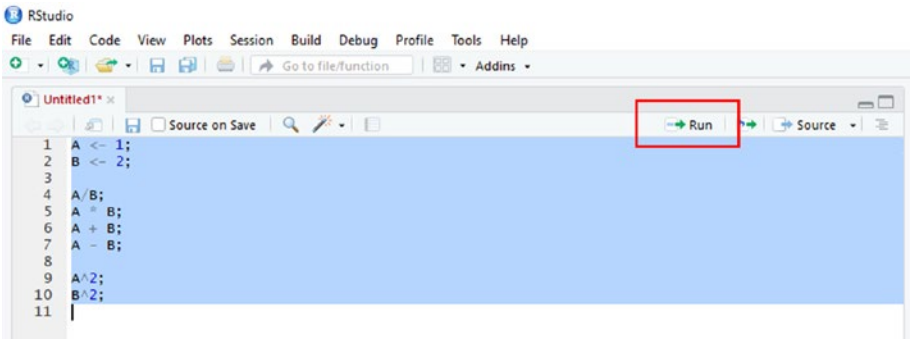 RStudio
File Edit Code View Plots Session Build Debug Profile Tools Help
Go to file/function Addins
Untitled1*
Source on Save Run Source
1 A <- 1;
2 B <- 2;
3
4 A/B;
5 A * B;
6 A + B;
7 A - B;
8
9 A^2;
10 B^2;
11